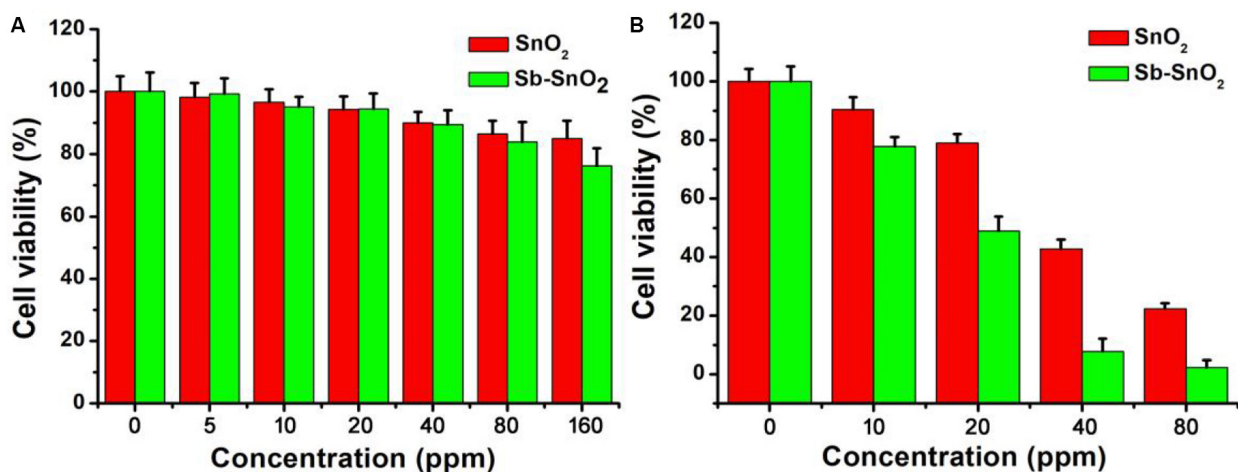 A
SnO₂
Sb-SnO₂
Cell viability (%)
120
100
80
60
40
20
0
0 5 10 20 40 80 160
Concentration (ppm)
B
SnO₂
Sb-SnO₂
Cell viability (%)
120
100
80
60
40
20
0
0 10 20 40 80
Concentration (ppm)